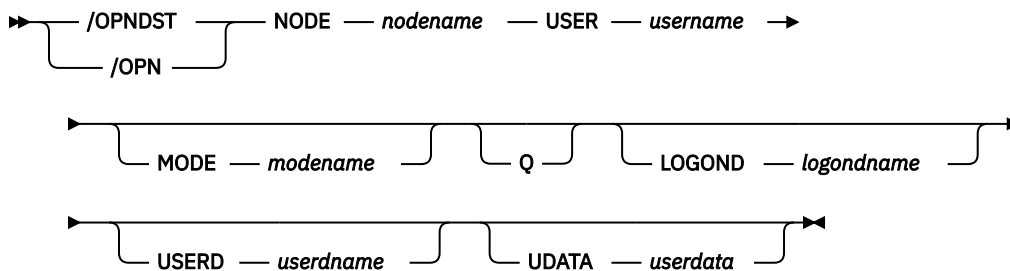 /OPNDST NODE nodename USER username
/OPN
MODE modename Q LOGOND logondname
USERD userdname UDATA userdata